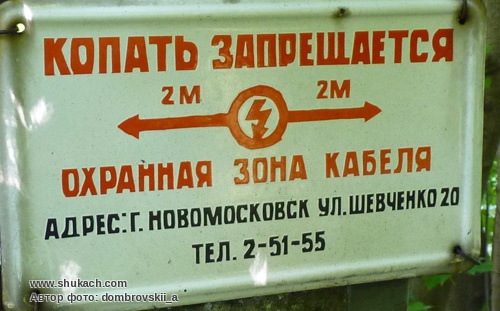 КОПАТЬ ЗАПРЕЩАЕТСЯ
2М 2М
ОХРАННАЯ ЗОНА КАБЕЛЯ
АДРЕС: Г. НОВОМОСКОВСК УЛ. ШЕВЧЕНКО 20
ТЕЛ. 2-51-55
www.shukach.com
Автор фото: dombrovskii_a